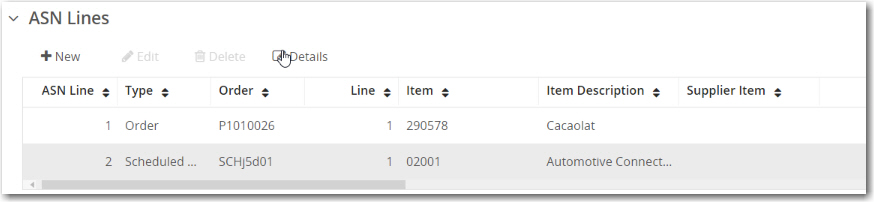 ASN Lines
New Edit Delete Details
ASN Line Type Order Line Item Item Description Supplier Item
1 Order P1010026 1 290578 Cacaolat
2 Scheduled ... SCHj5d01 1 02001 Automotive Connect...